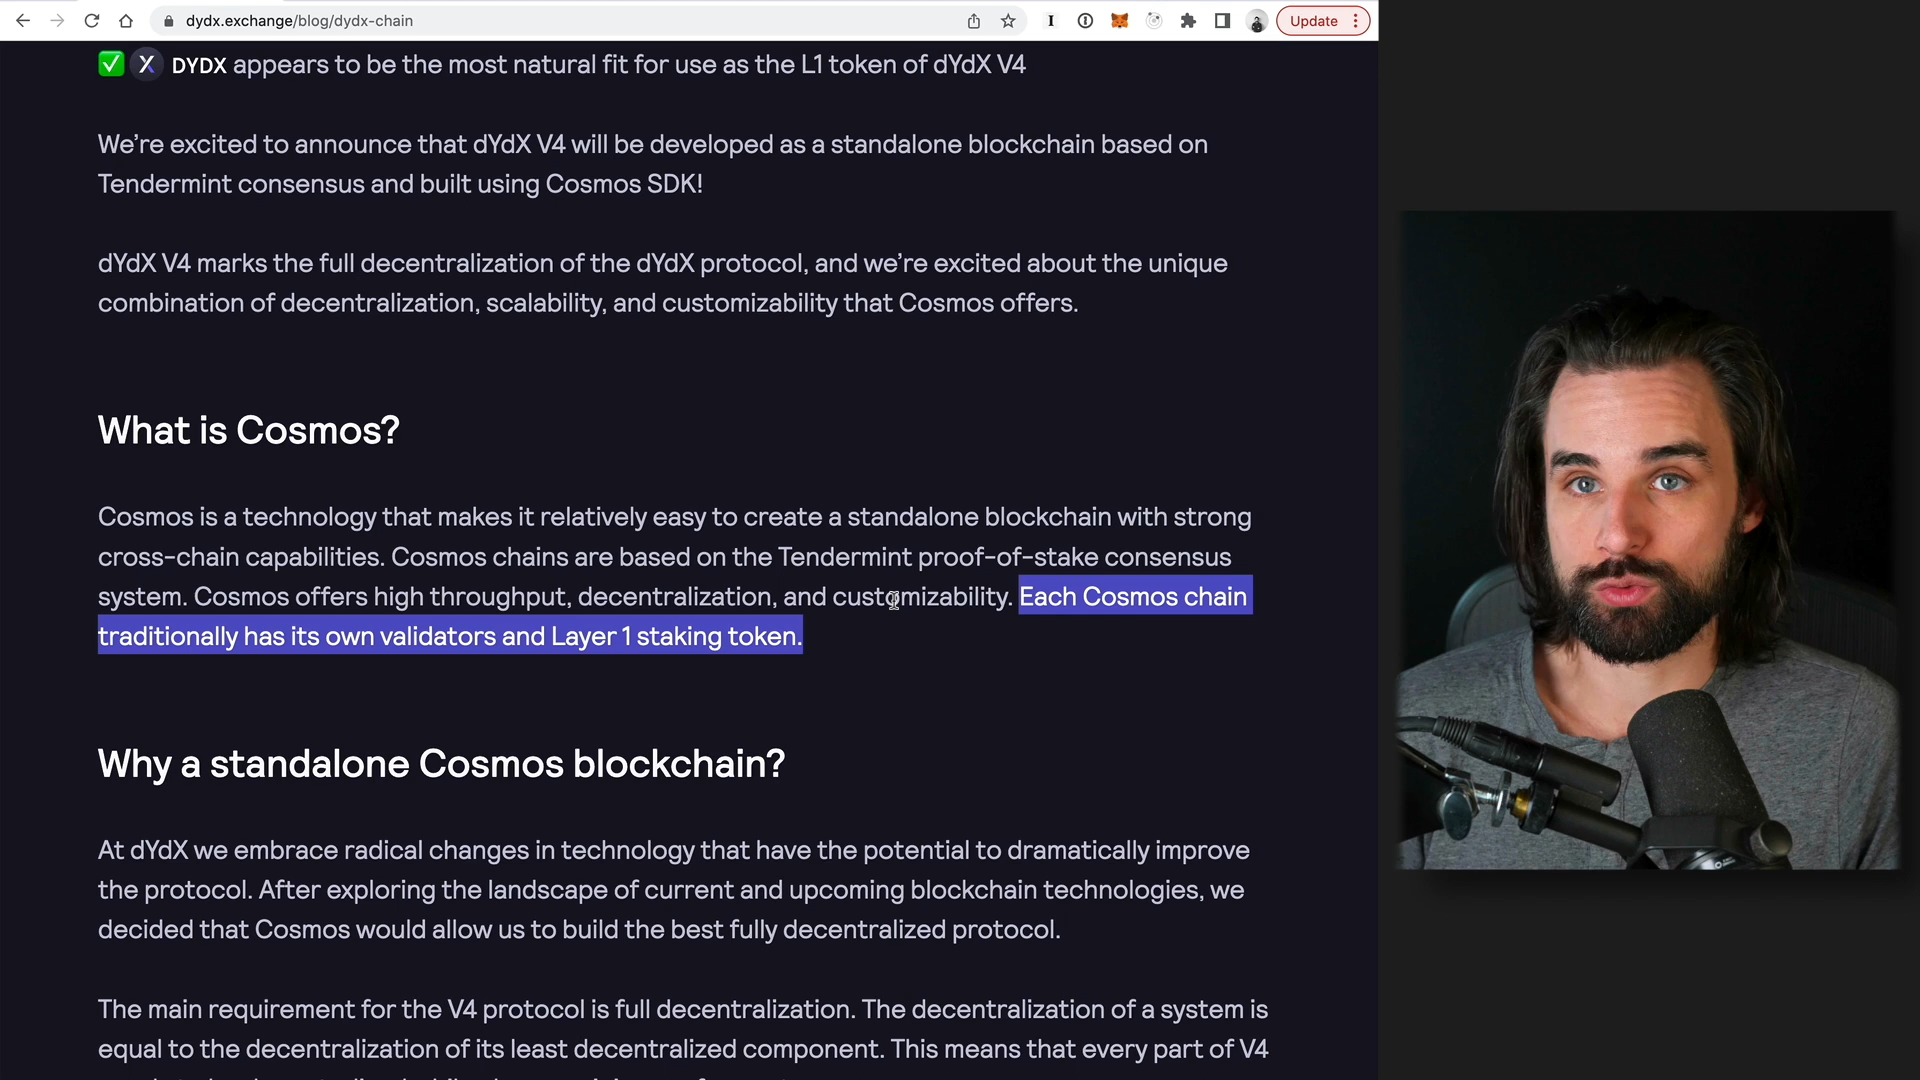 dydx.exchange/blog/dydx-chain
Update
DYDX appears to be the most natural fit for use as the L1 token of dYdX V4
We’re excited to announce that dYdX V4 will be developed as a standalone blockchain based on
Tendermint consensus and built using Cosmos SDK!
dYdX V4 marks the full decentralization of the dYdX protocol, and we’re excited about the unique
combination of decentralization, scalability, and customizability that Cosmos offers.
What is Cosmos?
Cosmos is a technology that makes it relatively easy to create a standalone blockchain with strong
cross-chain capabilities. Cosmos chains are based on the Tendermint proof-of-stake consensus
system. Cosmos offers high throughput, decentralization, and customizability. Each Cosmos chain
traditionally has its own validators and Layer 1 staking token.
Why a standalone Cosmos blockchain?
At dYdX we embrace radical changes in technology that have the potential to dramatically improve
the protocol. After exploring the landscape of current and upcoming blockchain technologies, we
decided that Cosmos would allow us to build the best fully decentralized protocol.
The main requirement for the V4 protocol is full decentralization. The decentralization of a system is
equal to the decentralization of its least decentralized component. This means that every part of V4